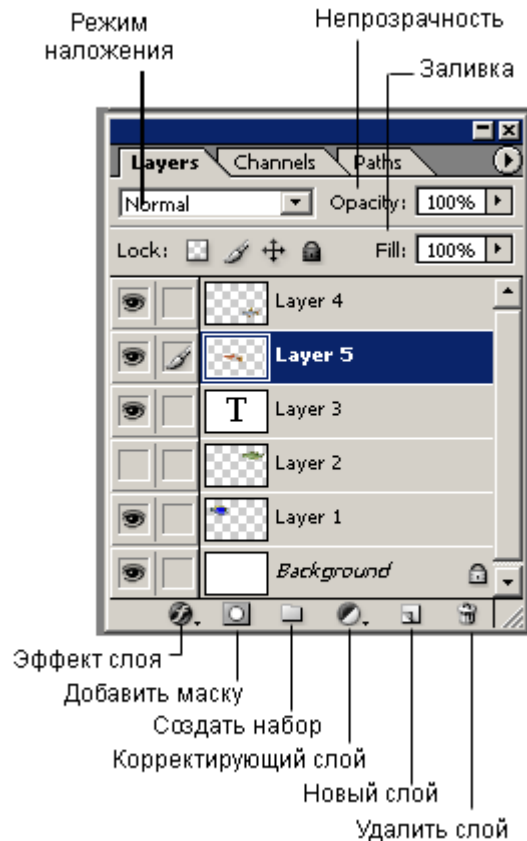 Режим
наложения
Непрозрачность
Заливка
Layers Channels Paths
Normal Opacity: 100%
Lock: Fill: 100%
Layer 4
Layer 5
T Layer 3
Layer 2
Layer 1
Background
Эффект слоя
Добавить маску
Создать набор
Корректирующий слой
Новый слой
Удалить слой